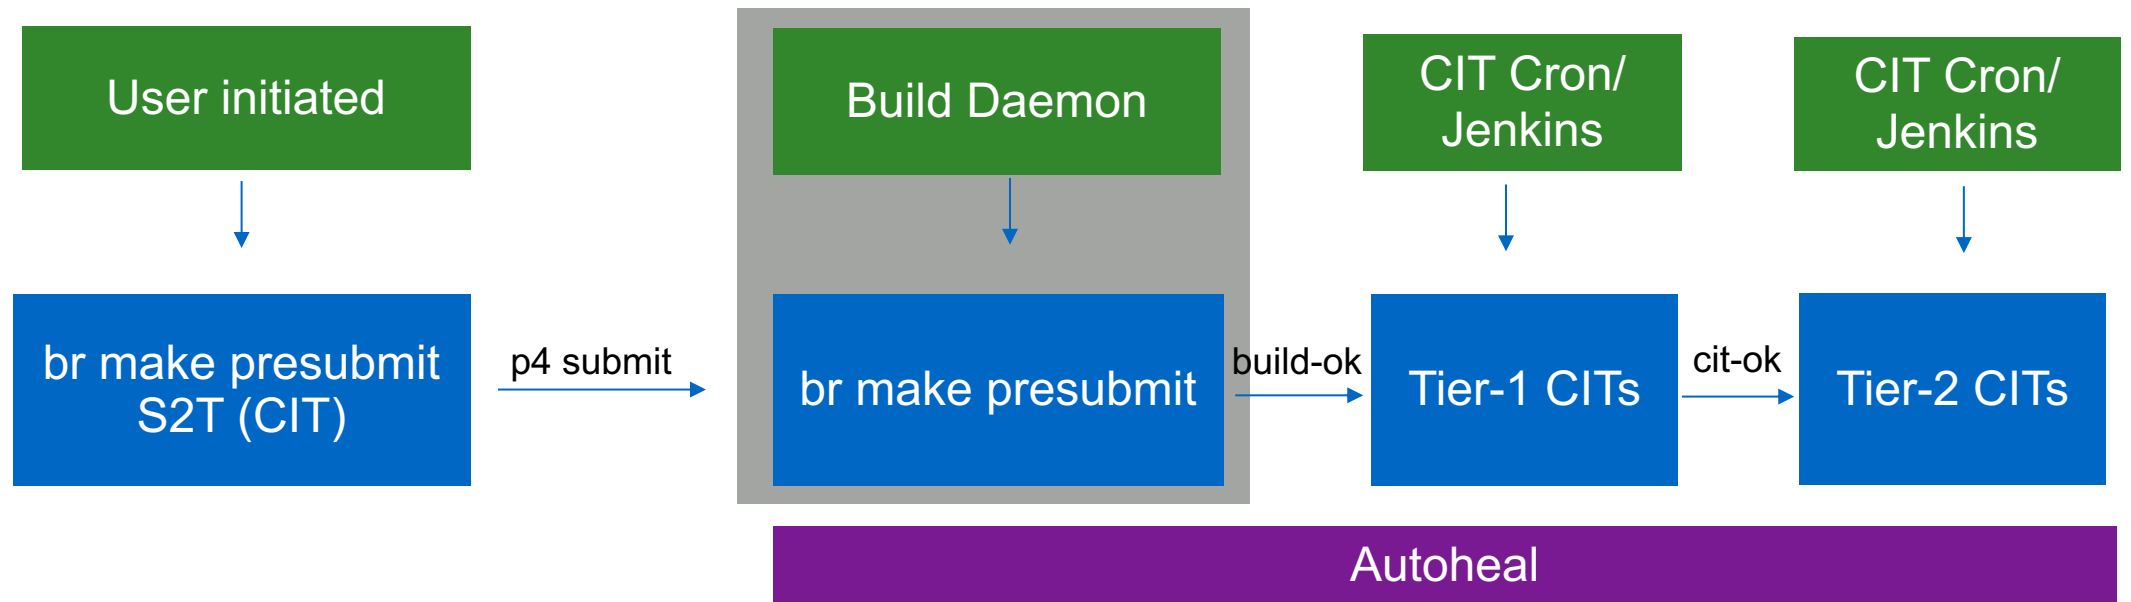 User initiated
Build Daemon
CIT Cron/
Jenkins
CIT Cron/
Jenkins
br make presubmit
S2T (CIT)
p4 submit
br make presubmit
build-ok
Tier-1 CITs
cit-ok
Tier-2 CITs
Autoheal